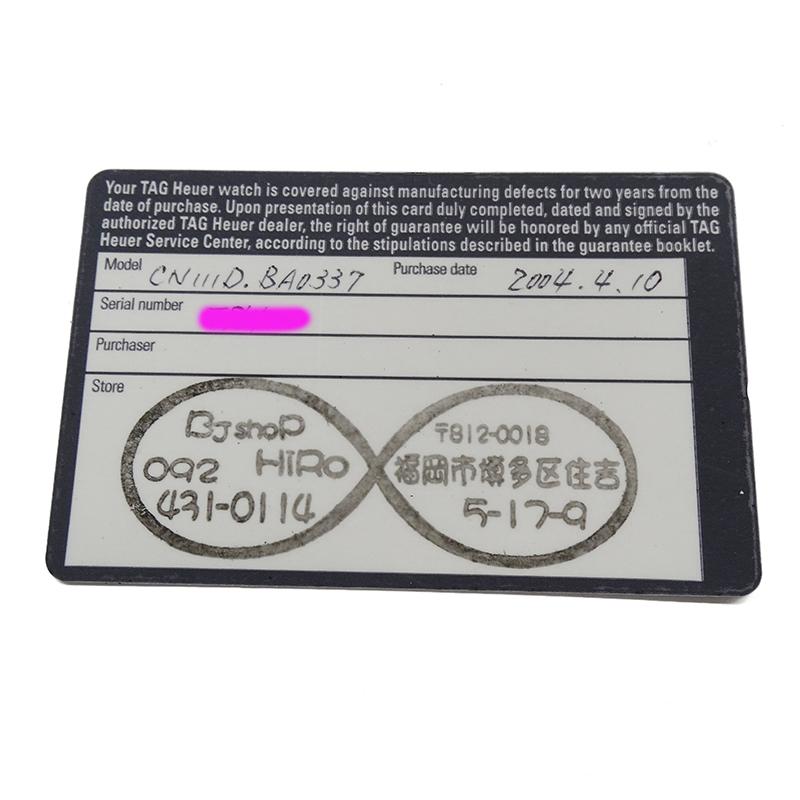 Your TAG Heuer watch is covered against manufacturing defects for two years from the
date of purchase. Upon presentation of this card duly completed, dated and signed by the
authorized TAG Heuer dealer, the right of guarantee will be honored by any official TAG
Heuer Service Center, according to the stipulations described in the guarantee booklet.
Model CN111D.BA0337 Purchase date 2004.4.10
Serial number
Purchaser
Store
BJshop
HiRo
092
431-0114
〒812-0018
福岡市博多区住吉
5-17-9